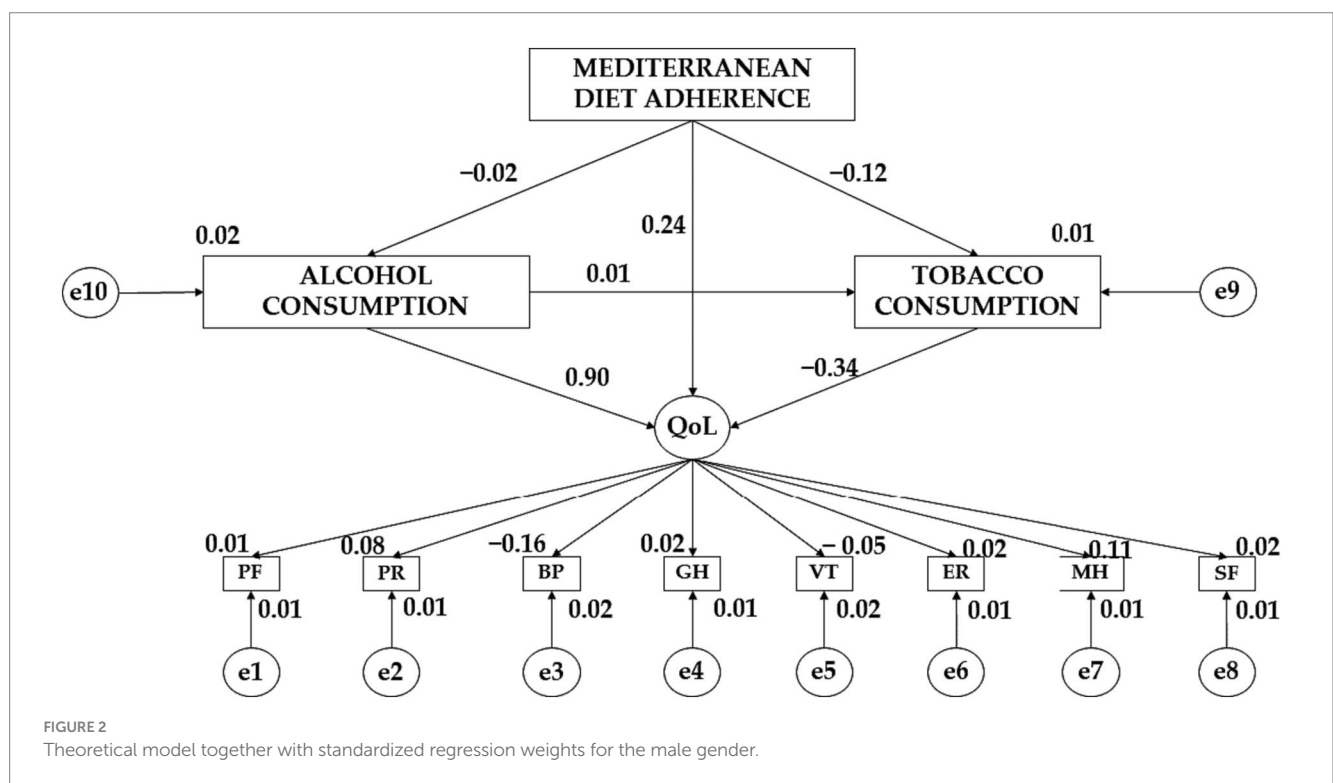 MEDITERRANEAN
DIET ADHERENCE
−0.02
−0.12
0.24
0.02
0.01
ALCOHOL
CONSUMPTION
0.01
TOBACCO
CONSUMPTION
e10
e9
0.90
−0.34
QoL
0.01
0.08
−0.16
0.02
− 0.05
0.02
-0.11
0.02
PF
PR
BP
GH
VT
ER
MH
SF
0.01
0.01
0.02
0.01
0.02
0.01
0.01
0.01
e1
e2
e3
e4
e5
e6
e7
e8
FIGURE 2
Theoretical model together with standardized regression weights for the male gender.